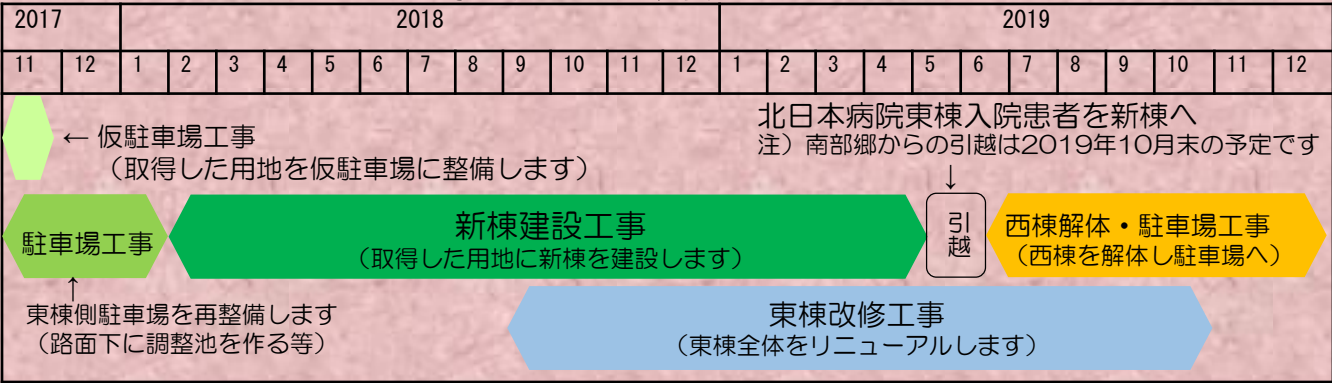 2017 2018 2019
11 12 1 2 3 4 5 6 7 8 9 10 11 12 1 2 3 4 5 6 7 8 9 10 11 12
← 仮駐車場工事
（取得した用地を仮駐車場に整備します）
北日本病院東棟入院患者を新棟へ
注）南部郷からの引越は2019年10月末の予定です
↓
駐車場工事
新棟建設工事
（取得した用地に新棟を建設します）
引越
西棟解体・駐車場工事
（西棟を解体し駐車場へ）
↑
東棟側駐車場を再整備します
（路面下に調整池を作る等）
東棟改修工事
（東棟全体をリニューアルします）